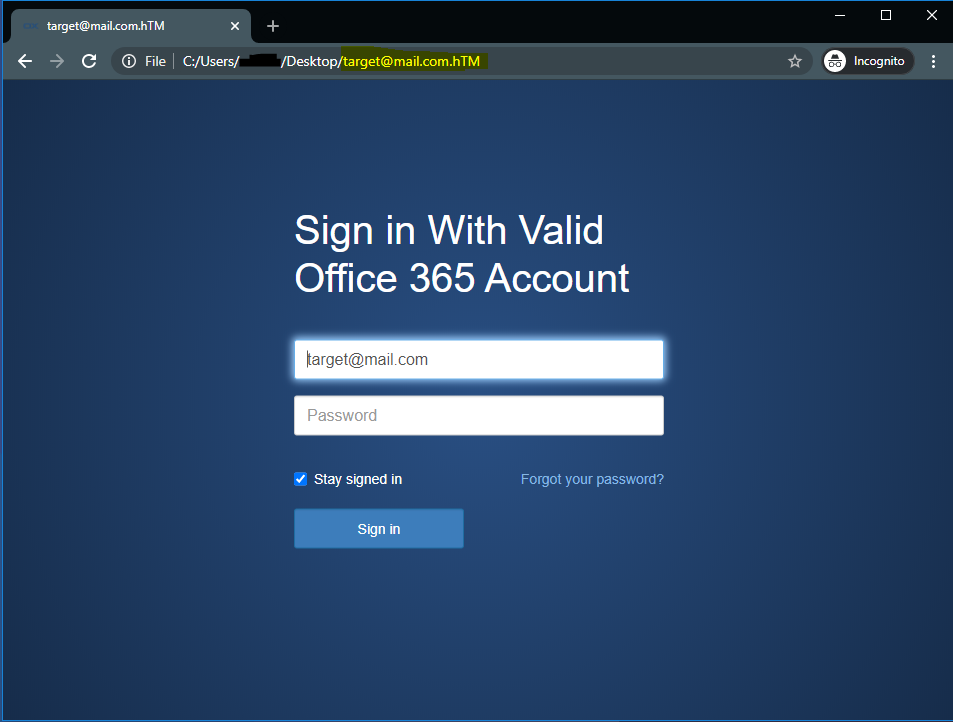 target@mail.com.hTM
File C:/Users/ /Desktop/target@mail.com.hTM Incognito
Sign in With Valid
Office 365 Account
target@mail.com
Password
Stay signed in Forgot your password?
Sign in